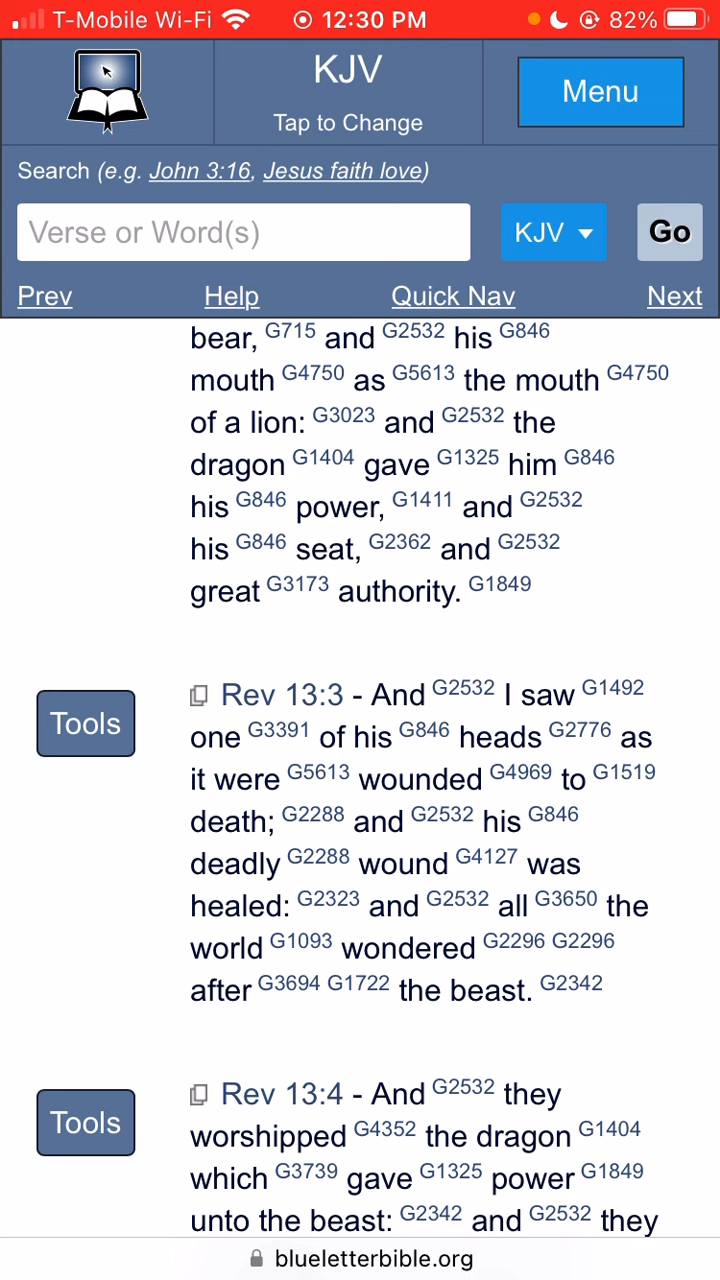 T-Mobile Wi-Fi 12:30 PM 82%
KJV
Tap to Change
Menu
Search (e.g. John 3:16, Jesus faith love)
Verse or Word(s) KJV Go
Prev Help Quick Nav Next
bear, G715 and G2532 his G846
mouth G4750 as G5613 the mouth G4750
of a lion: G3023 and G2532 the
dragon G1404 gave G1325 him G846
his G846 power, G1411 and G2532
his G846 seat, G2362 and G2532
great G3173 authority. G1849
Tools
Rev 13:3 - And G2532 I saw G1492
one G3391 of his G846 heads G2776 as
it were G5613 wounded G4969 to G1519
death; G2288 and G2532 his G846
deadly G2288 wound G4127 was
healed: G2323 and G2532 all G3650 the
world G1093 wondered G2296 G2296
after G3694 G1722 the beast. G2342
Tools
Rev 13:4 - And G2532 they
worshipped G4352 the dragon G1404
which G3739 gave G1325 power G1849
unto the beast: G2342 and G2532 they
blueletterbible.org